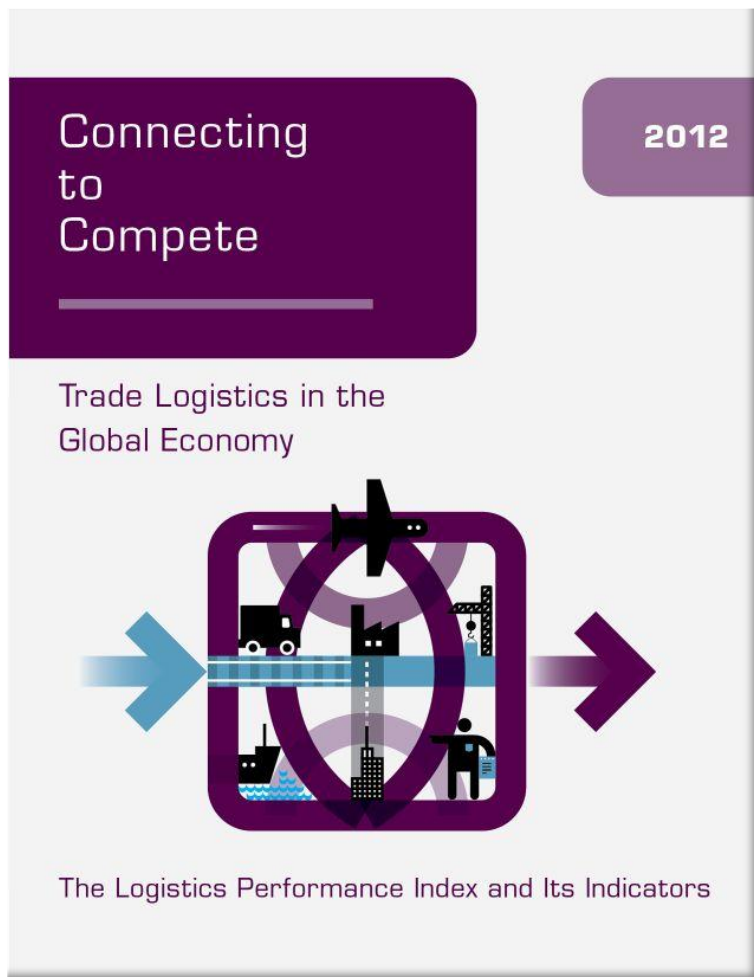 Connecting
to
Compete
2012
Trade Logistics in the
Global Economy
The Logistics Performance Index and Its Indicators